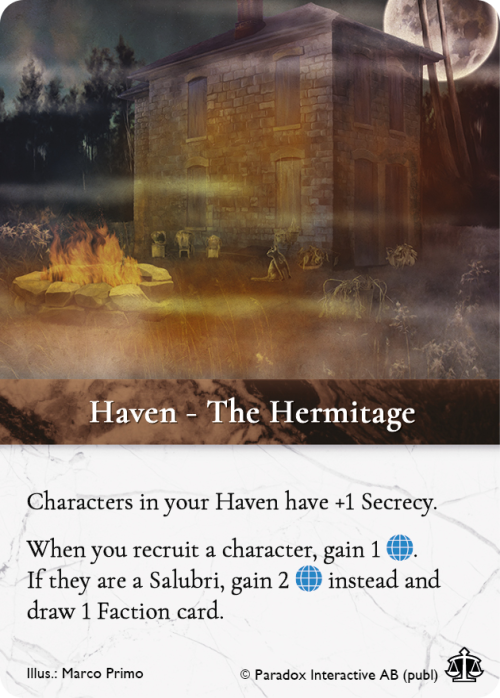 Haven - The Hermitage
Characters in your Haven have +1 Secrecy.
When you recruit a character, gain 1 .
If they are a Salubri, gain 2 instead and
draw 1 Faction card.
Illus.: Marco Primo
© Paradox Interactive AB (publ)